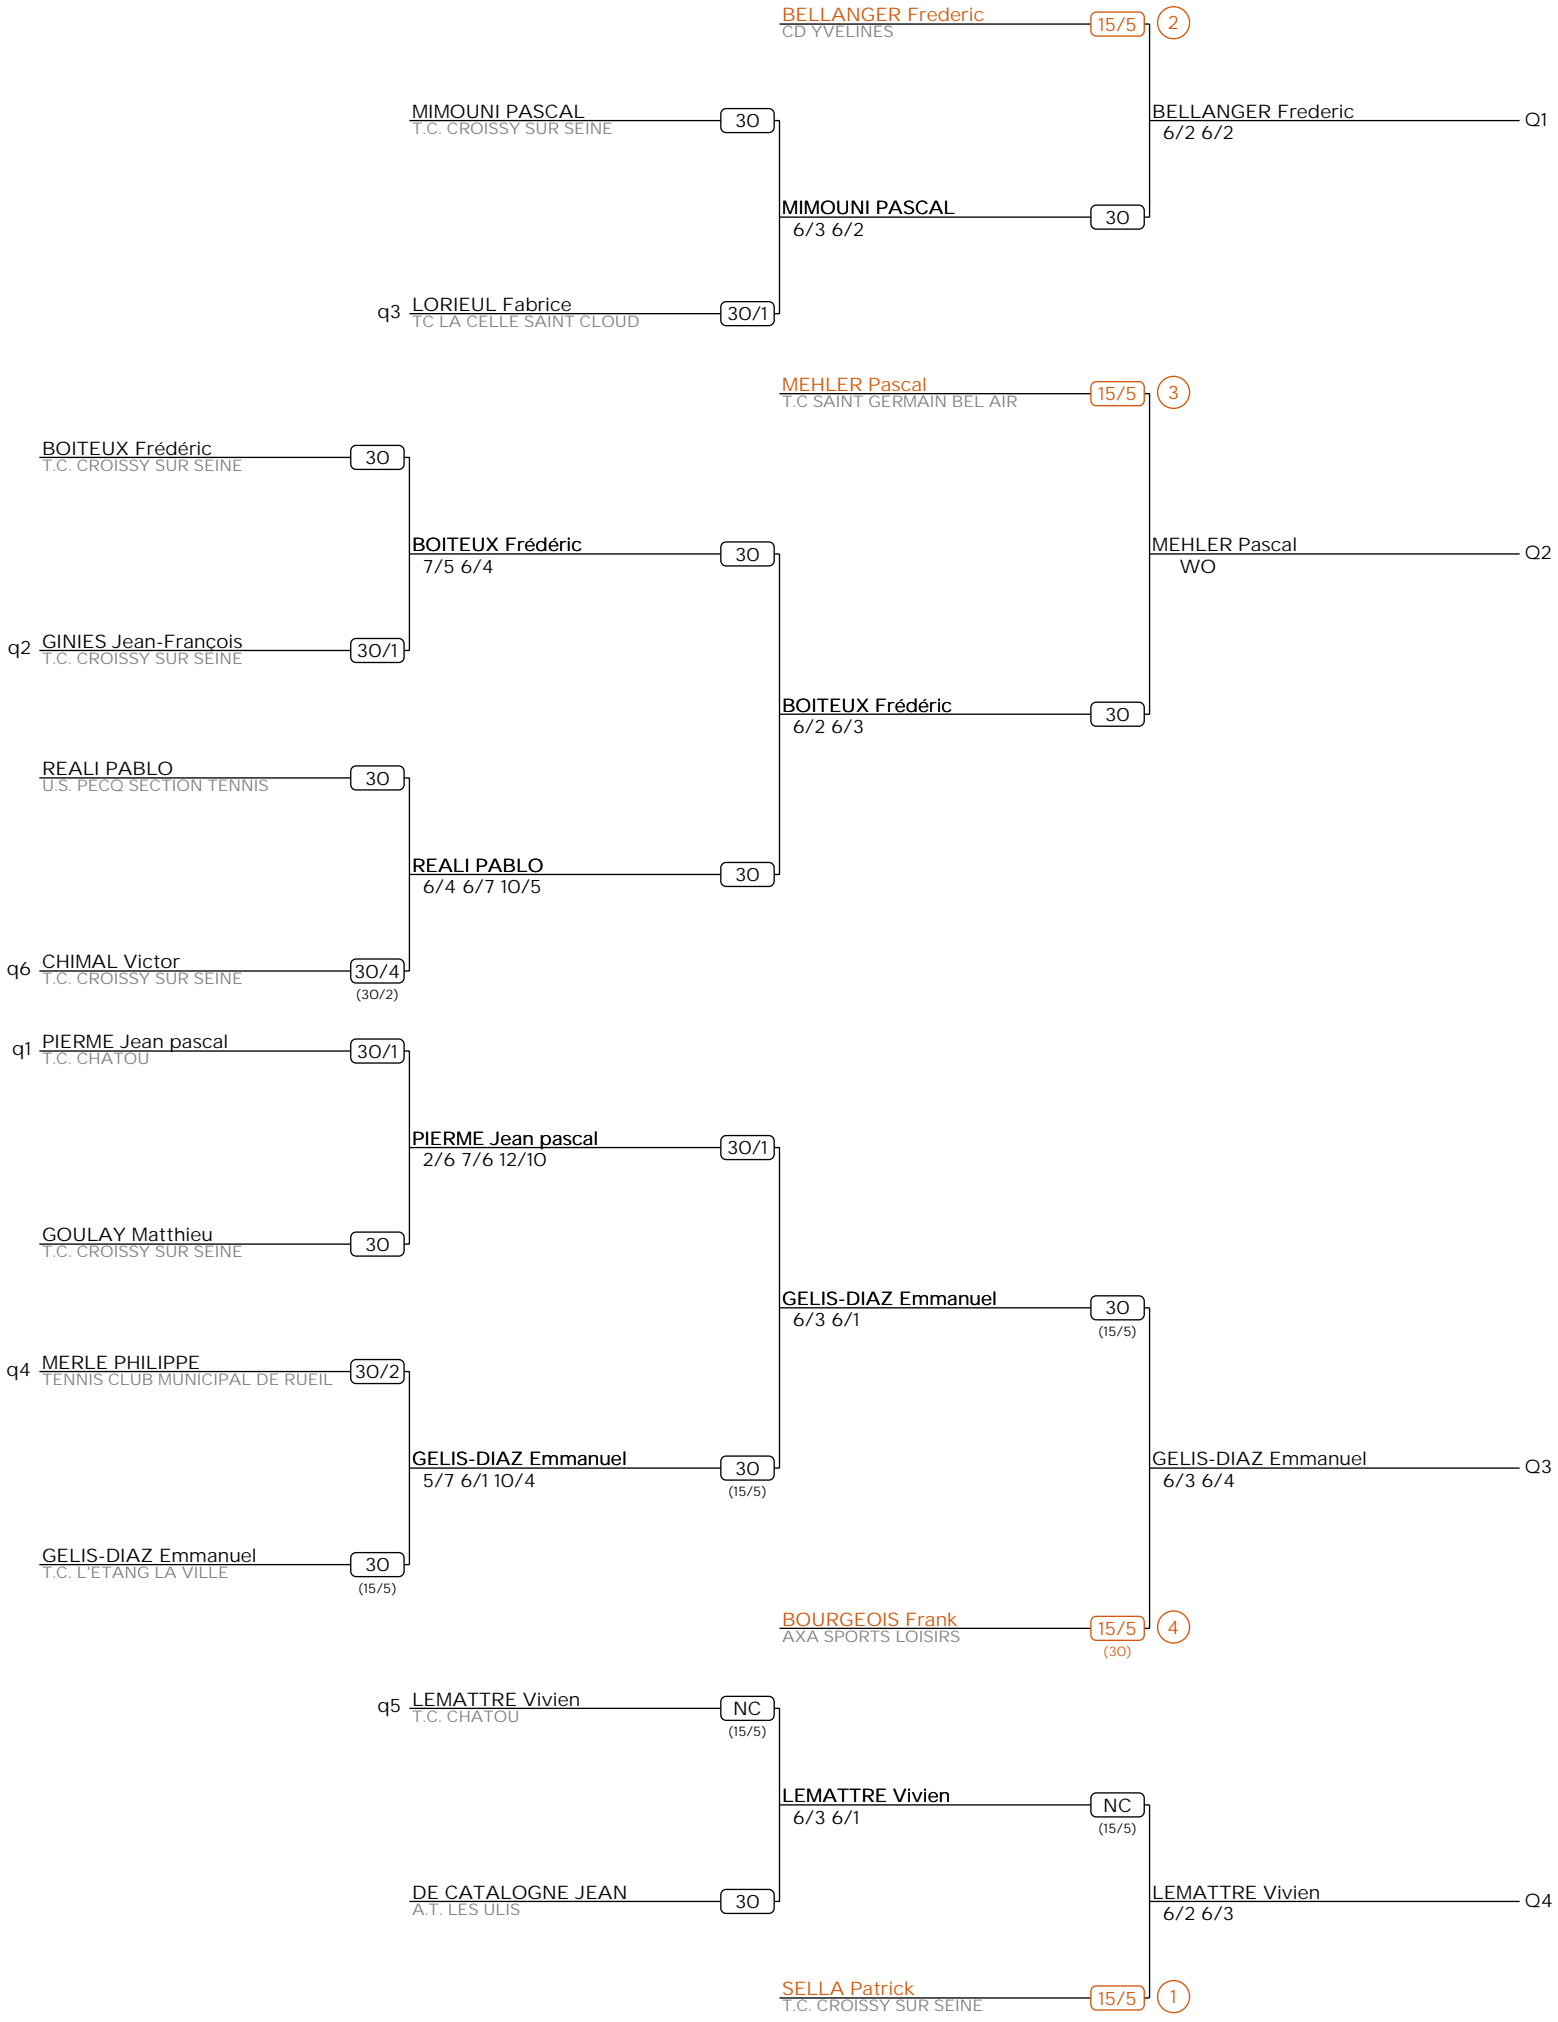 BELLANGER Frederic
CD YVELINES
15/5
2
MIMOUNI PASCAL
T.C. CROISSY SUR SEINE
30
BELLANGER Frederic
6/2 6/2
Q1
MIMOUNI PASCAL
6/3 6/2
30
q3
LORIEUL Fabrice
TC LA CELLE SAINT CLOUD
30/1
MEHLER Pascal
T.C SAINT GERMAIN BEL AIR
15/5
3
BOITEUX Frédéric
T.C. CROISSY SUR SEINE
30
BOITEUX Frédéric
7/5 6/4
30
MEHLER Pascal
WO
Q2
q2
GINIES Jean-François
T.C. CROISSY SUR SEINE
30/1
BOITEUX Frédéric
6/2 6/3
30
REALI PABLO
U.S. PECQ SECTION TENNIS
30
REALI PABLO
6/4 6/7 10/5
30
q6
CHIMAL Victor
T.C. CROISSY SUR SEINE
30/4
(30/2)
q1
PIERME Jean pascal
T.C. CHATOU
30/1
PIERME Jean pascal
2/6 7/6 12/10
30/1
GOULAY Matthieu
T.C. CROISSY SUR SEINE
30
GELIS-DIAZ Emmanuel
6/3 6/1
30
(15/5)
q4
MERLE PHILIPPE
TENNIS CLUB MUNICIPAL DE RUEIL
30/2
GELIS-DIAZ Emmanuel
5/7 6/1 10/4
30
(15/5)
GELIS-DIAZ Emmanuel
6/3 6/4
Q3
GELIS-DIAZ Emmanuel
T.C. L'ETANG LA VILLE
30
(15/5)
BOURGEOIS Frank
AXA SPORTS LOISIRS
15/5
(30)
4
q5
LEMATTRE Vivien
T.C. CHATOU
NC
(15/5)
LEMATTRE Vivien
6/3 6/1
NC
(15/5)
DE CATALOGNE JEAN
A.T. LES ULIS
30
LEMATTRE Vivien
6/2 6/3
Q4
SELLA Patrick
T.C. CROISSY SUR SEINE
15/5
1